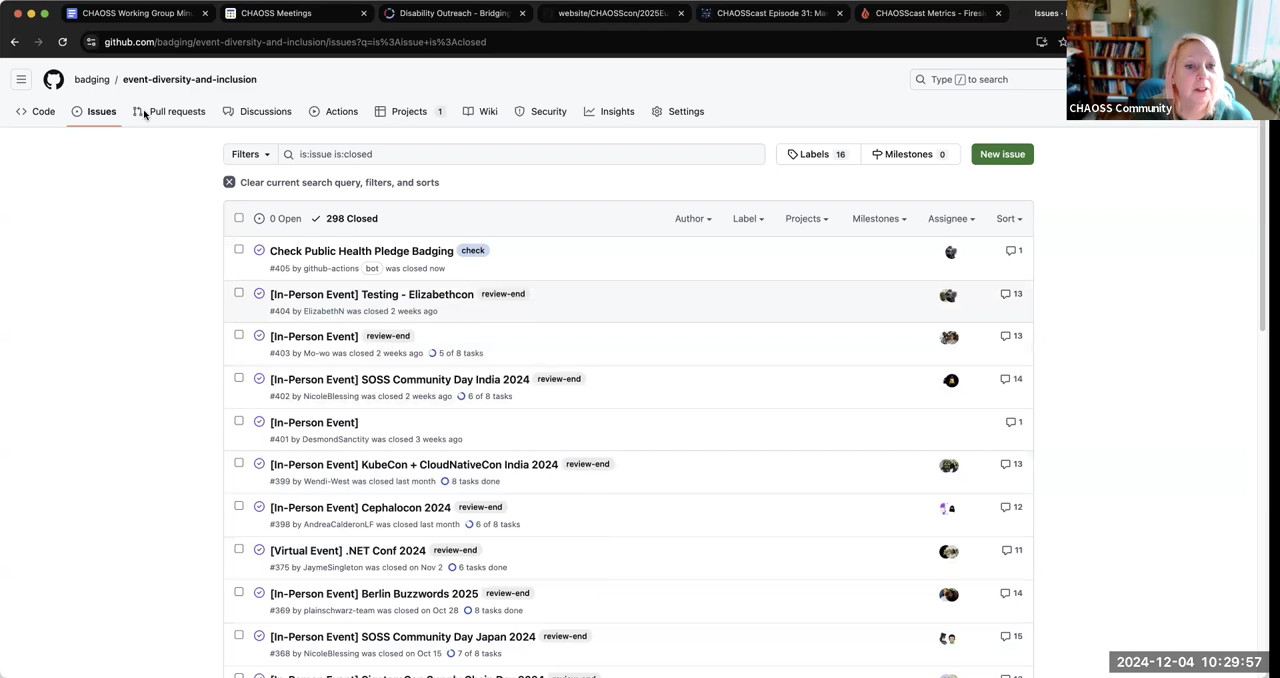 CHAOSS Working Group Min
CHAOSS Meetings
Disability Outreach - Bridging
website/CHAOSScon/2025Eu
CHAOSScast Episode 31: Ma
CHAOSScast Metrics - Firesi
Issues ·
github.com/badging/event-diversity-and-inclusion/issues?q=is%3Aissue+is%3Aclosed
badging / event-diversity-and-inclusion
Type / to search
Code Issues Pull requests Discussions Actions Projects 1 Wiki Security Insights Settings
CHAOSS Community
Filters is:issue is:closed Labels 16 Milestones 0 New issue
Clear current search query, filters, and sorts
0 Open 298 Closed Author Label Projects Milestones Assignee Sort
Check Public Health Pledge Badging check 1
#405 by github-actions bot was closed now
[In-Person Event] Testing - Elizabethcon review-end 13
#404 by ElizabethN was closed 2 weeks ago
[In-Person Event] review-end 13
#403 by Mo-wo was closed 2 weeks ago 5 of 8 tasks
[In-Person Event] SOSS Community Day India 2024 review-end 14
#402 by NicoleBlessing was closed 2 weeks ago 6 of 8 tasks
[In-Person Event] 1
#401 by DesmondSanctity was closed 3 weeks ago
[In-Person Event] KubeCon + CloudNativeCon India 2024 review-end 13
#399 by Wendi-West was closed last month 8 tasks done
[In-Person Event] Cephalocon 2024 review-end 12
#398 by AndreaCalderonLF was closed last month 6 of 8 tasks
[Virtual Event] .NET Conf 2024 review-end 11
#375 by JaymeSingleton was closed on Nov 2 6 tasks done
[In-Person Event] Berlin Buzzwords 2025 review-end 14
#369 by plainschwarz-team was closed on Oct 28 8 tasks done
[In-Person Event] SOSS Community Day Japan 2024 review-end 15
#368 by NicoleBlessing was closed on Oct 15 7 of 8 tasks
2024-12-04 10:29:57